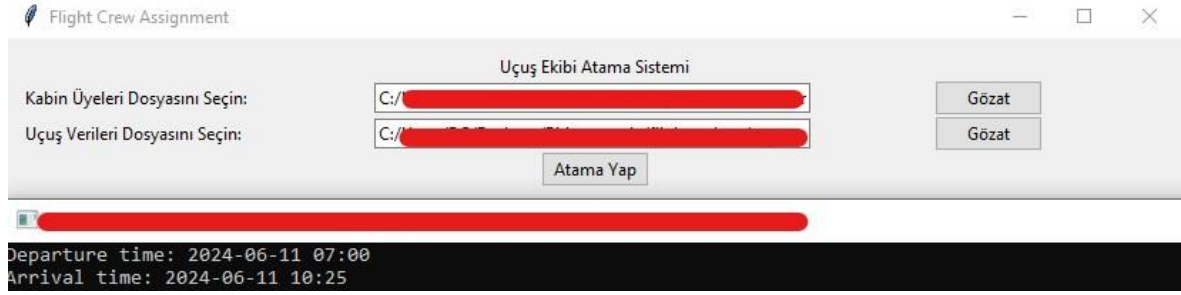 Flight Crew Assignment
Uçuş Ekibi Atama Sistemi
Kabin Üyeleri Dosyasını Seçin: C:/ Gözat
Uçuş Verileri Dosyasını Seçin: C:/ Gözat
Atama Yap
Departure time: 2024-06-11 07:00
Arrival time: 2024-06-11 10:25